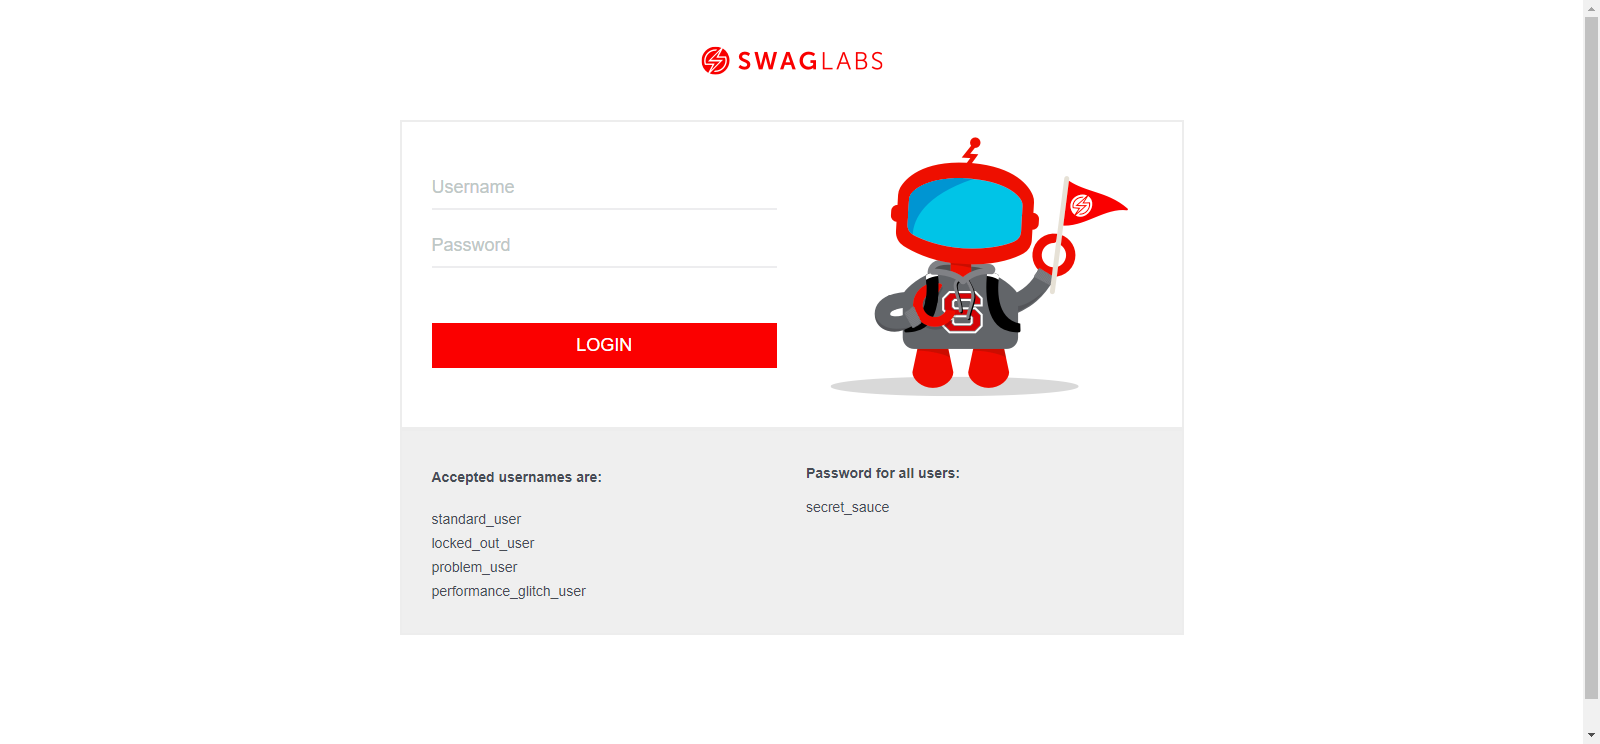 SWAGLABS
Username
Password
LOGIN
S
Accepted usernames are:
standard_user
locked_out_user
problem_user
performance_glitch_user
Password for all users:
secret_sauce